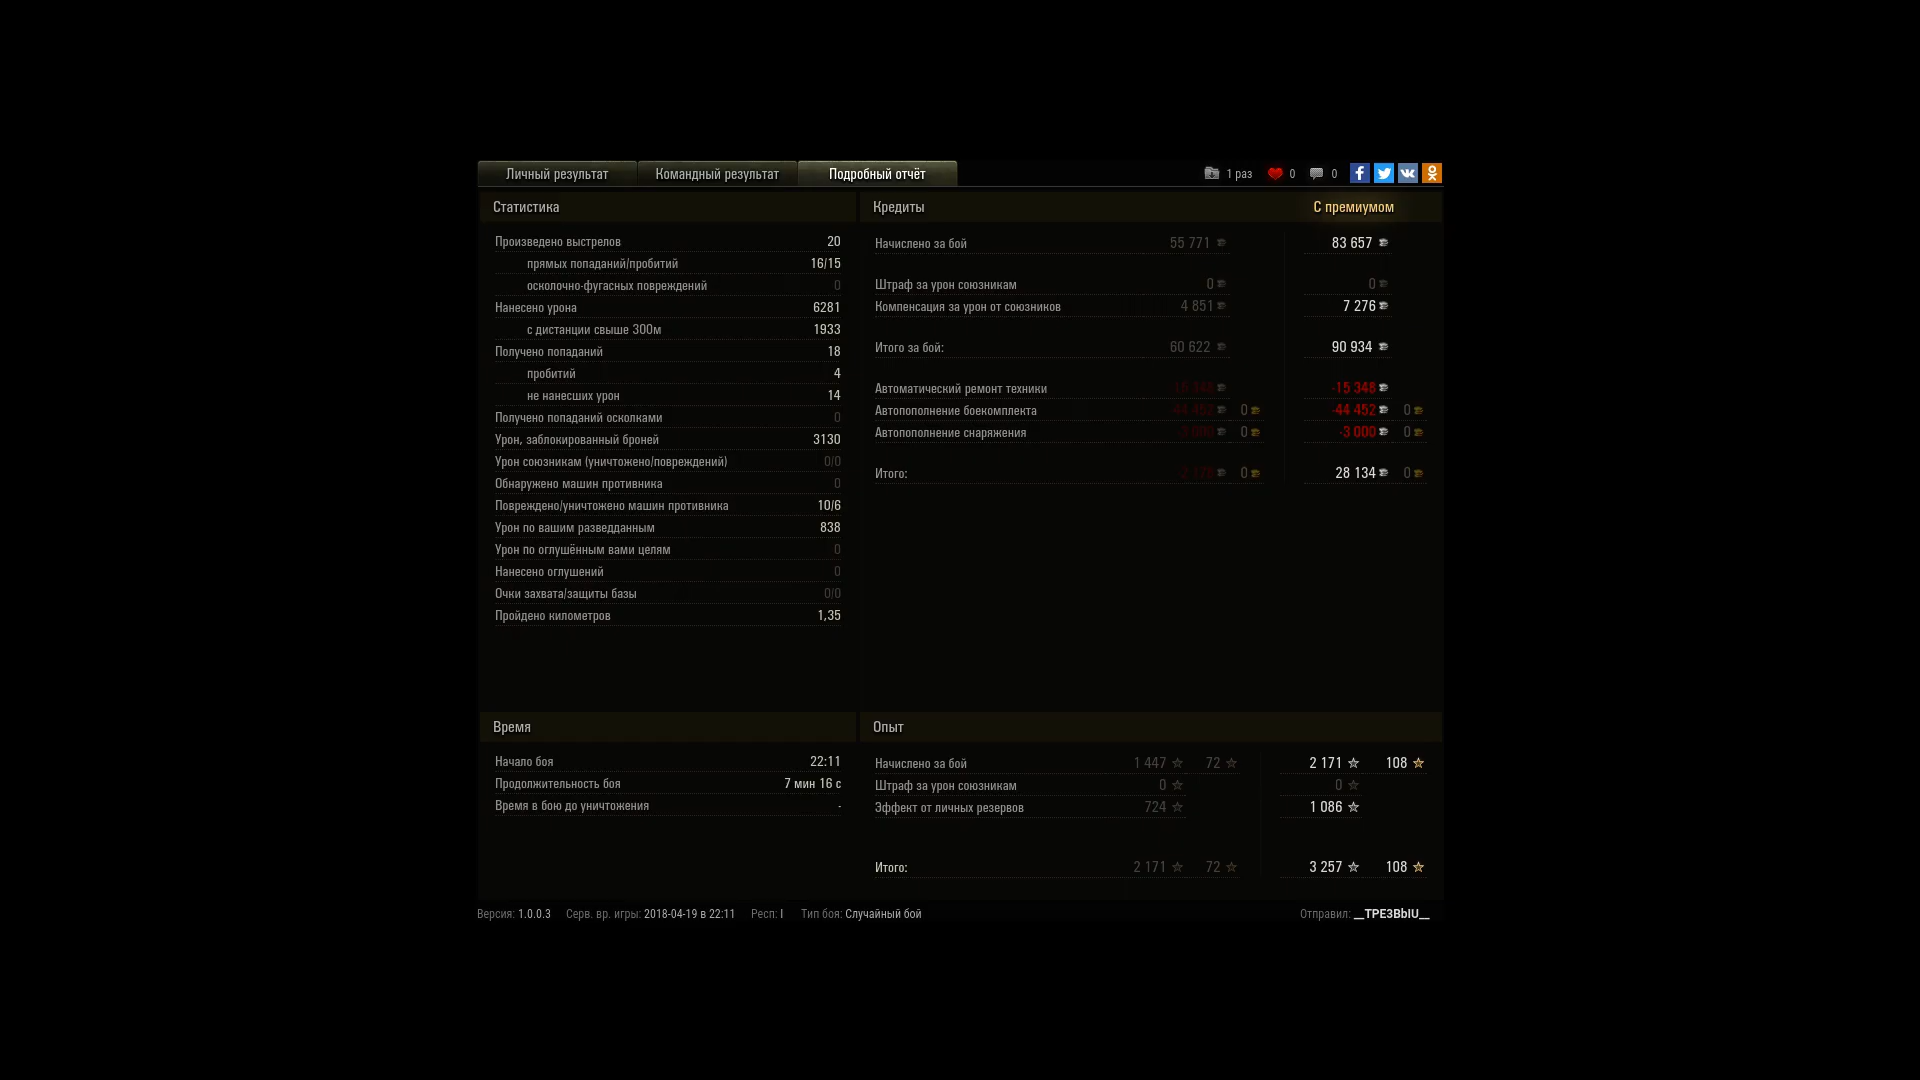 Личный результат Командный результат Подробный отчёт 1 раз 0 0
Статистика
Произведено выстрелов 20
прямых попаданий/пробитий 16/15
осколочно-фугасных повреждений 0
Нанесено урона 6281
с дистанции свыше 300м 1933
Получено попаданий 18
пробитий 4
не нанесших урон 14
Получено попаданий осколками 0
Урон, заблокированный броней 3130
Урон союзникам (уничтожено/повреждений) 0/0
Обнаружено машин противника 0
Повреждено/уничтожено машин противника 10/6
Урон по вашим разведданным 838
Урон по оглушённым вами целям 0
Нанесено оглушений 0
Очки захвата/защиты базы 0/0
Пройдено километров 1,35
Кредиты С премиумом
Начислено за бой 55 771 83 657
Штраф за урон союзникам 0 0
Компенсация за урон от союзников 4 851 7 276
Итого за бой: 60 622 90 934
Автоматический ремонт техники -15 348
Автопополнение боекомплекта -44 452 0 -44 452 0
Автопополнение снаряжения -3 000 0 -3 000 0
Итого: 0 28 134 0
Время
Начало боя 22:11
Продолжительность боя 7 мин 16 с
Время в бою до уничтожения -
Опыт
Начислено за бой 1 447 72 2 171 108
Штраф за урон союзникам 0 0
Эффект от личных резервов 724 1 086
Итого: 2 171 72 3 257 108
Версия: 1.0.0.3 Серв. вр. игры: 2018-04-19 в 22:11 Респ: I Тип боя: Случайный бой Отправил: __TPE3BbIU__